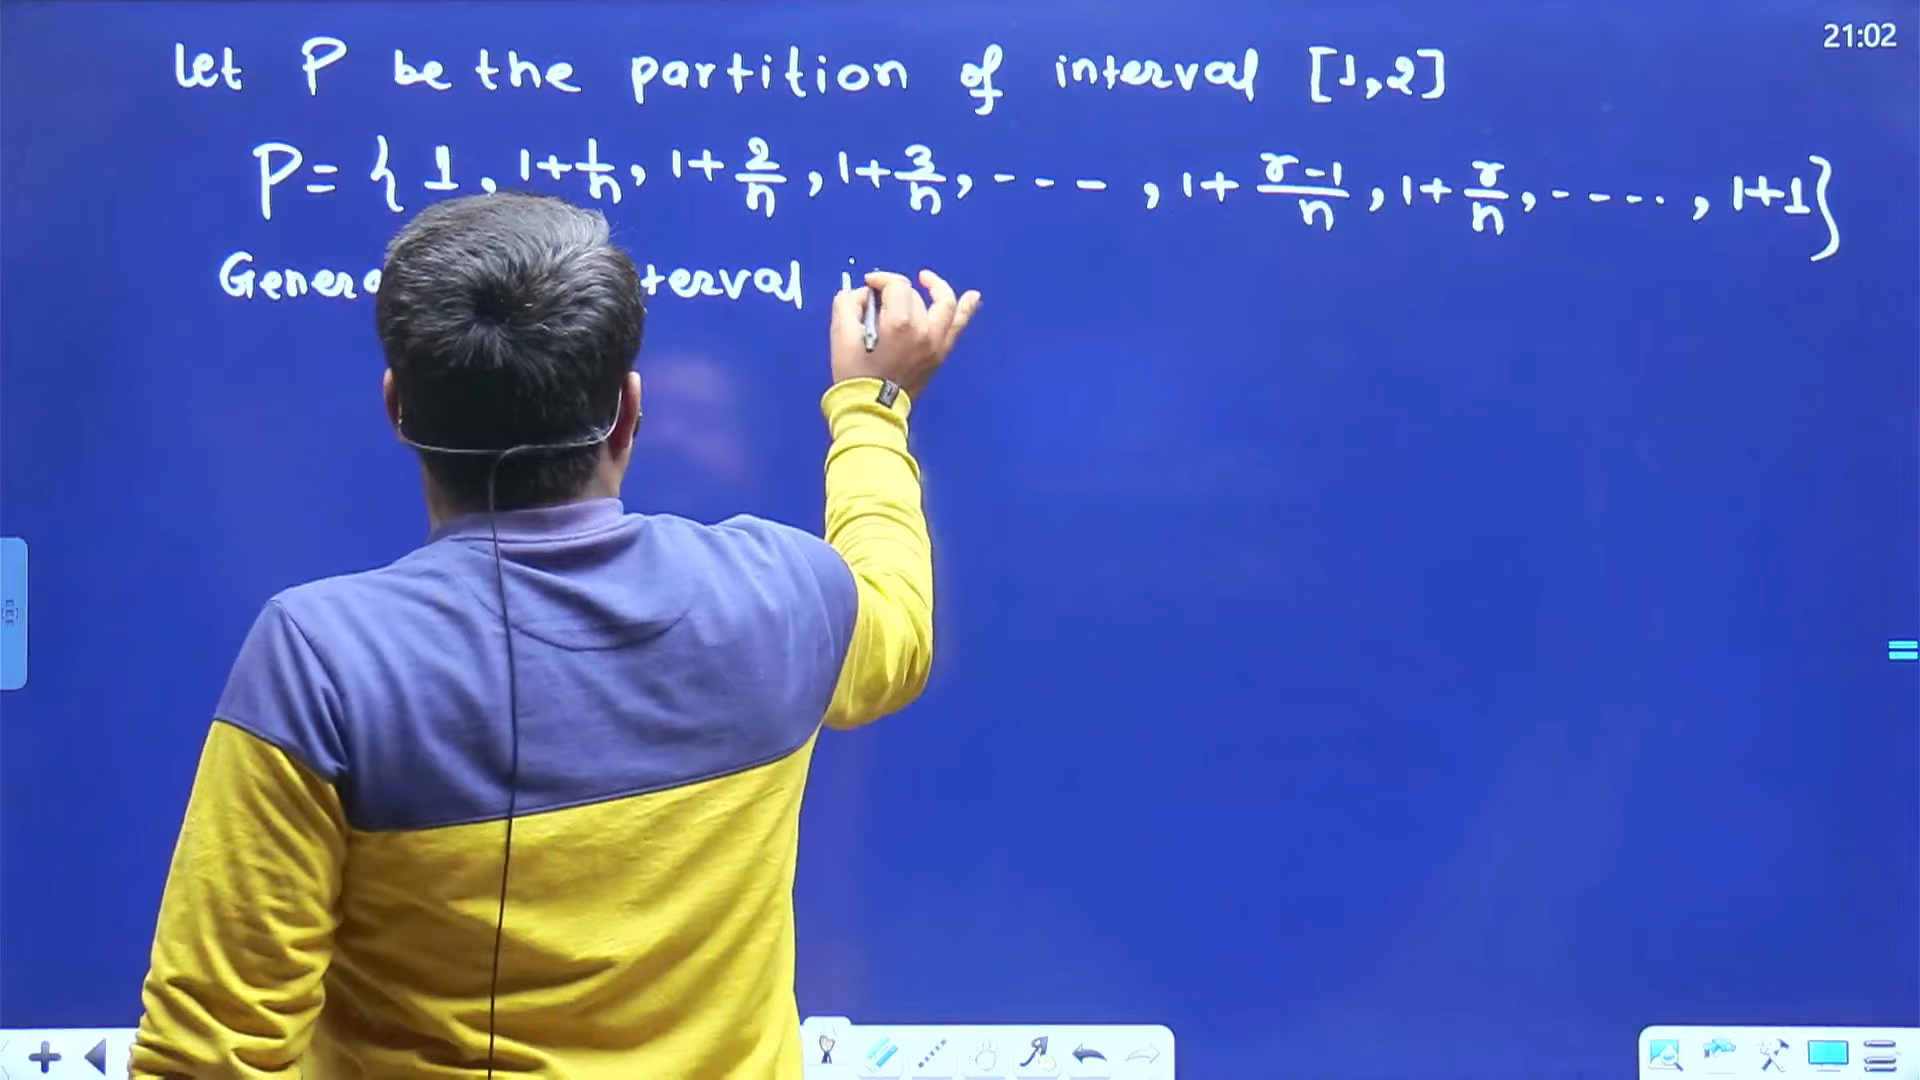 21:02
Let P be the partition of interval [1,2]
P = { 1, 1+1/n, 1+2/n, 1+3/n, ---, 1+(r-1)/n, 1+r/n, ----, 1+1}